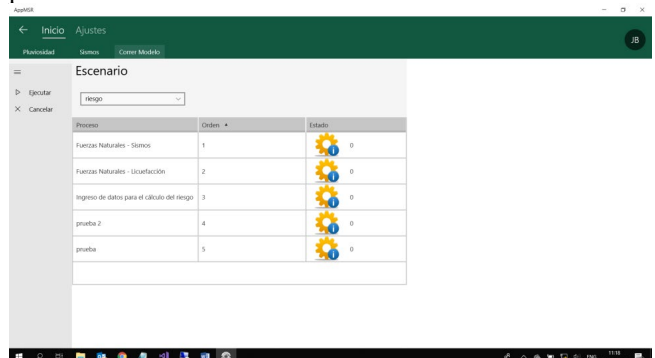 AppMSR
Inicio Ajustes
JB
Pluviosidad Sismos Correr Modelo
Escenario
Ejecutar
Cancelar
riesgo
Proceso Orden Estado
Fuerzas Naturales - Sismos 1 0
Fuerzas Naturales - Licuefacción 2 0
Ingreso de datos para el cálculo del riesgo 3 0
prueba 2 4 0
prueba 5 0
ENG 11:18